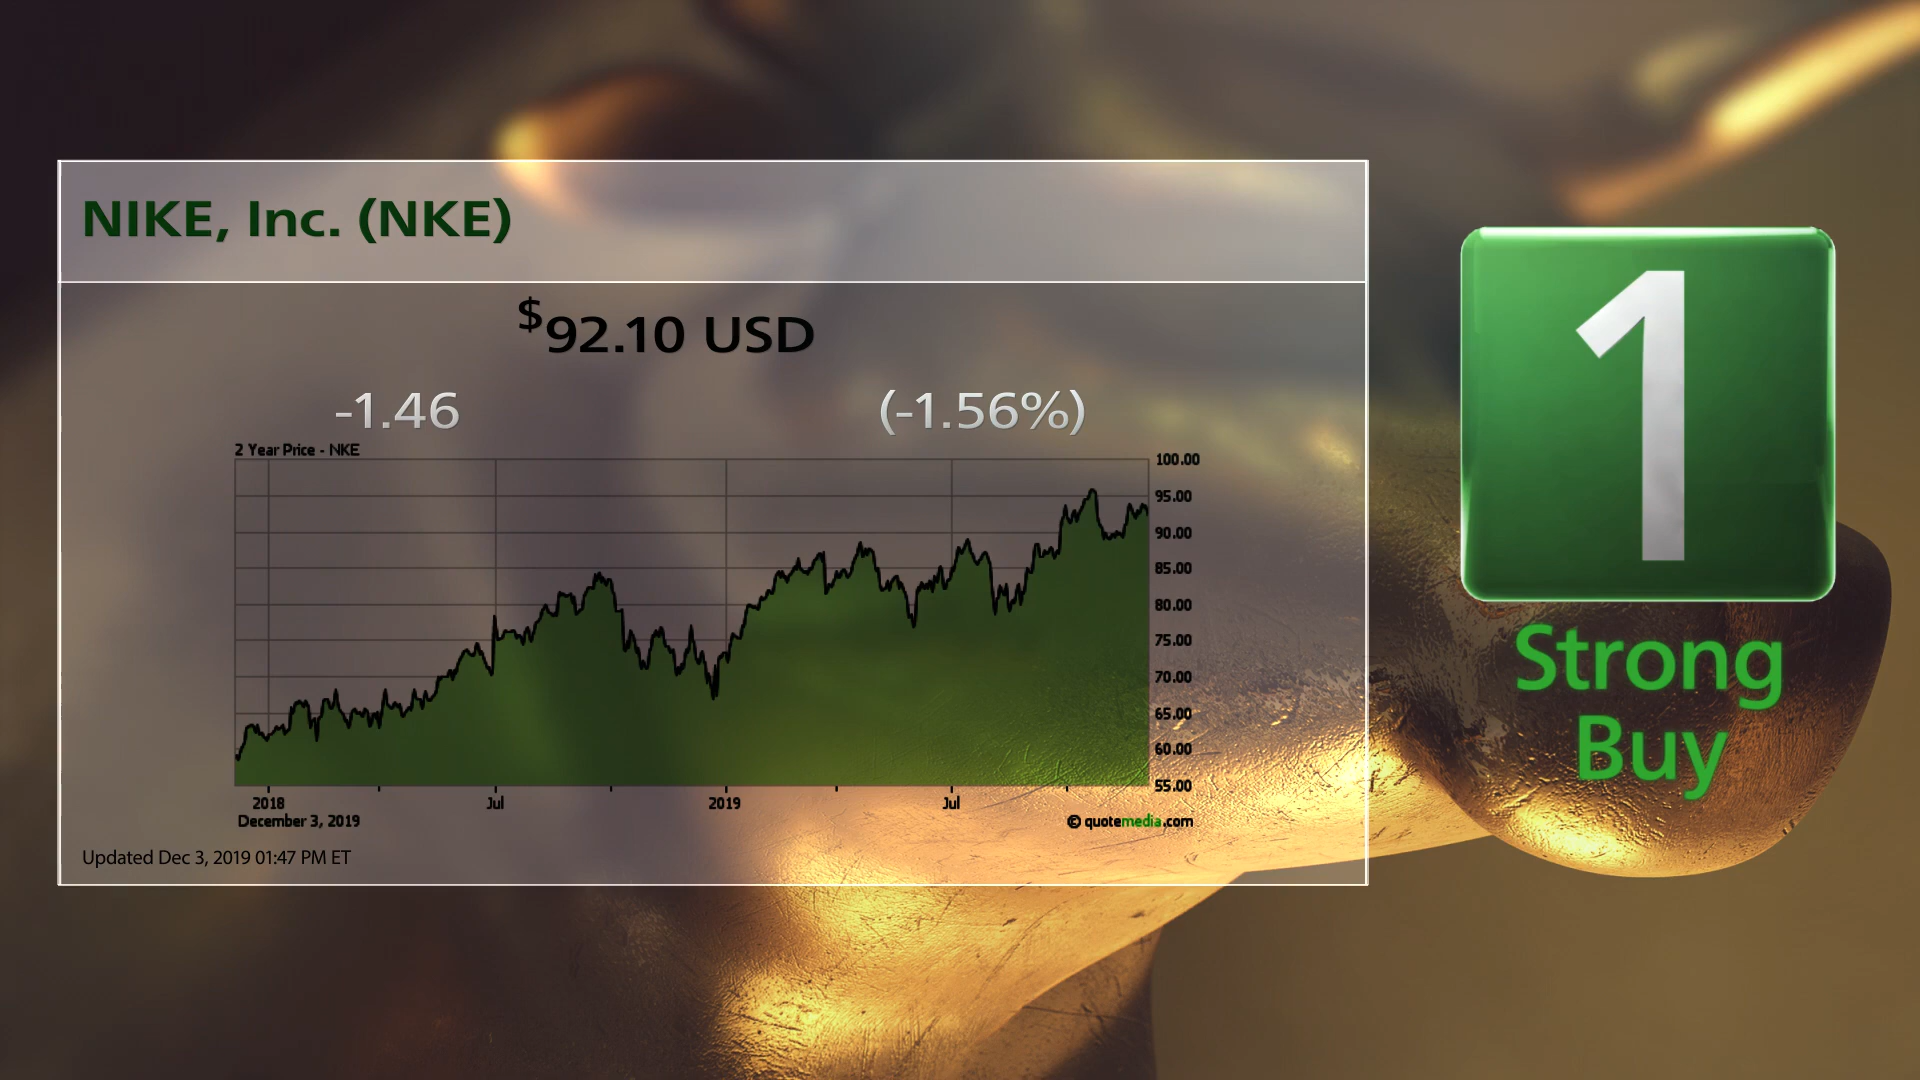 NIKE, Inc. (NKE)
$92.10 USD
-1.46 (-1.56%)
2 Year Price - NKE
100.00
95.00
90.00
85.00
80.00
75.00
70.00
65.00
60.00
55.00
2018 Jul 2019 Jul
December 3, 2019 © quotemedia.com
Updated Dec 3, 2019 01:47 PM ET
1
Strong
Buy